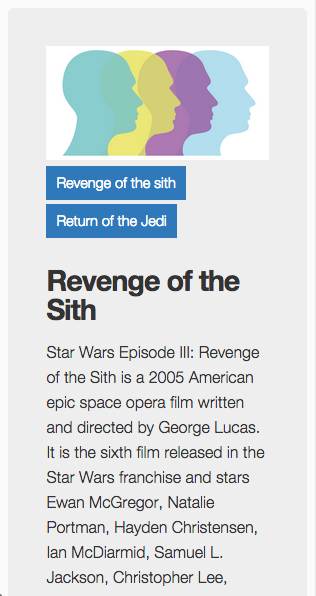 Revenge of the sith
Return of the Jedi
Revenge of the
Sith
Star Wars Episode III: Revenge
of the Sith is a 2005 American
epic space opera film written
and directed by George Lucas.
It is the sixth film released in the
Star Wars franchise and stars
Ewan McGregor, Natalie
Portman, Hayden Christensen,
Ian McDiarmid, Samuel L.
Jackson, Christopher Lee,